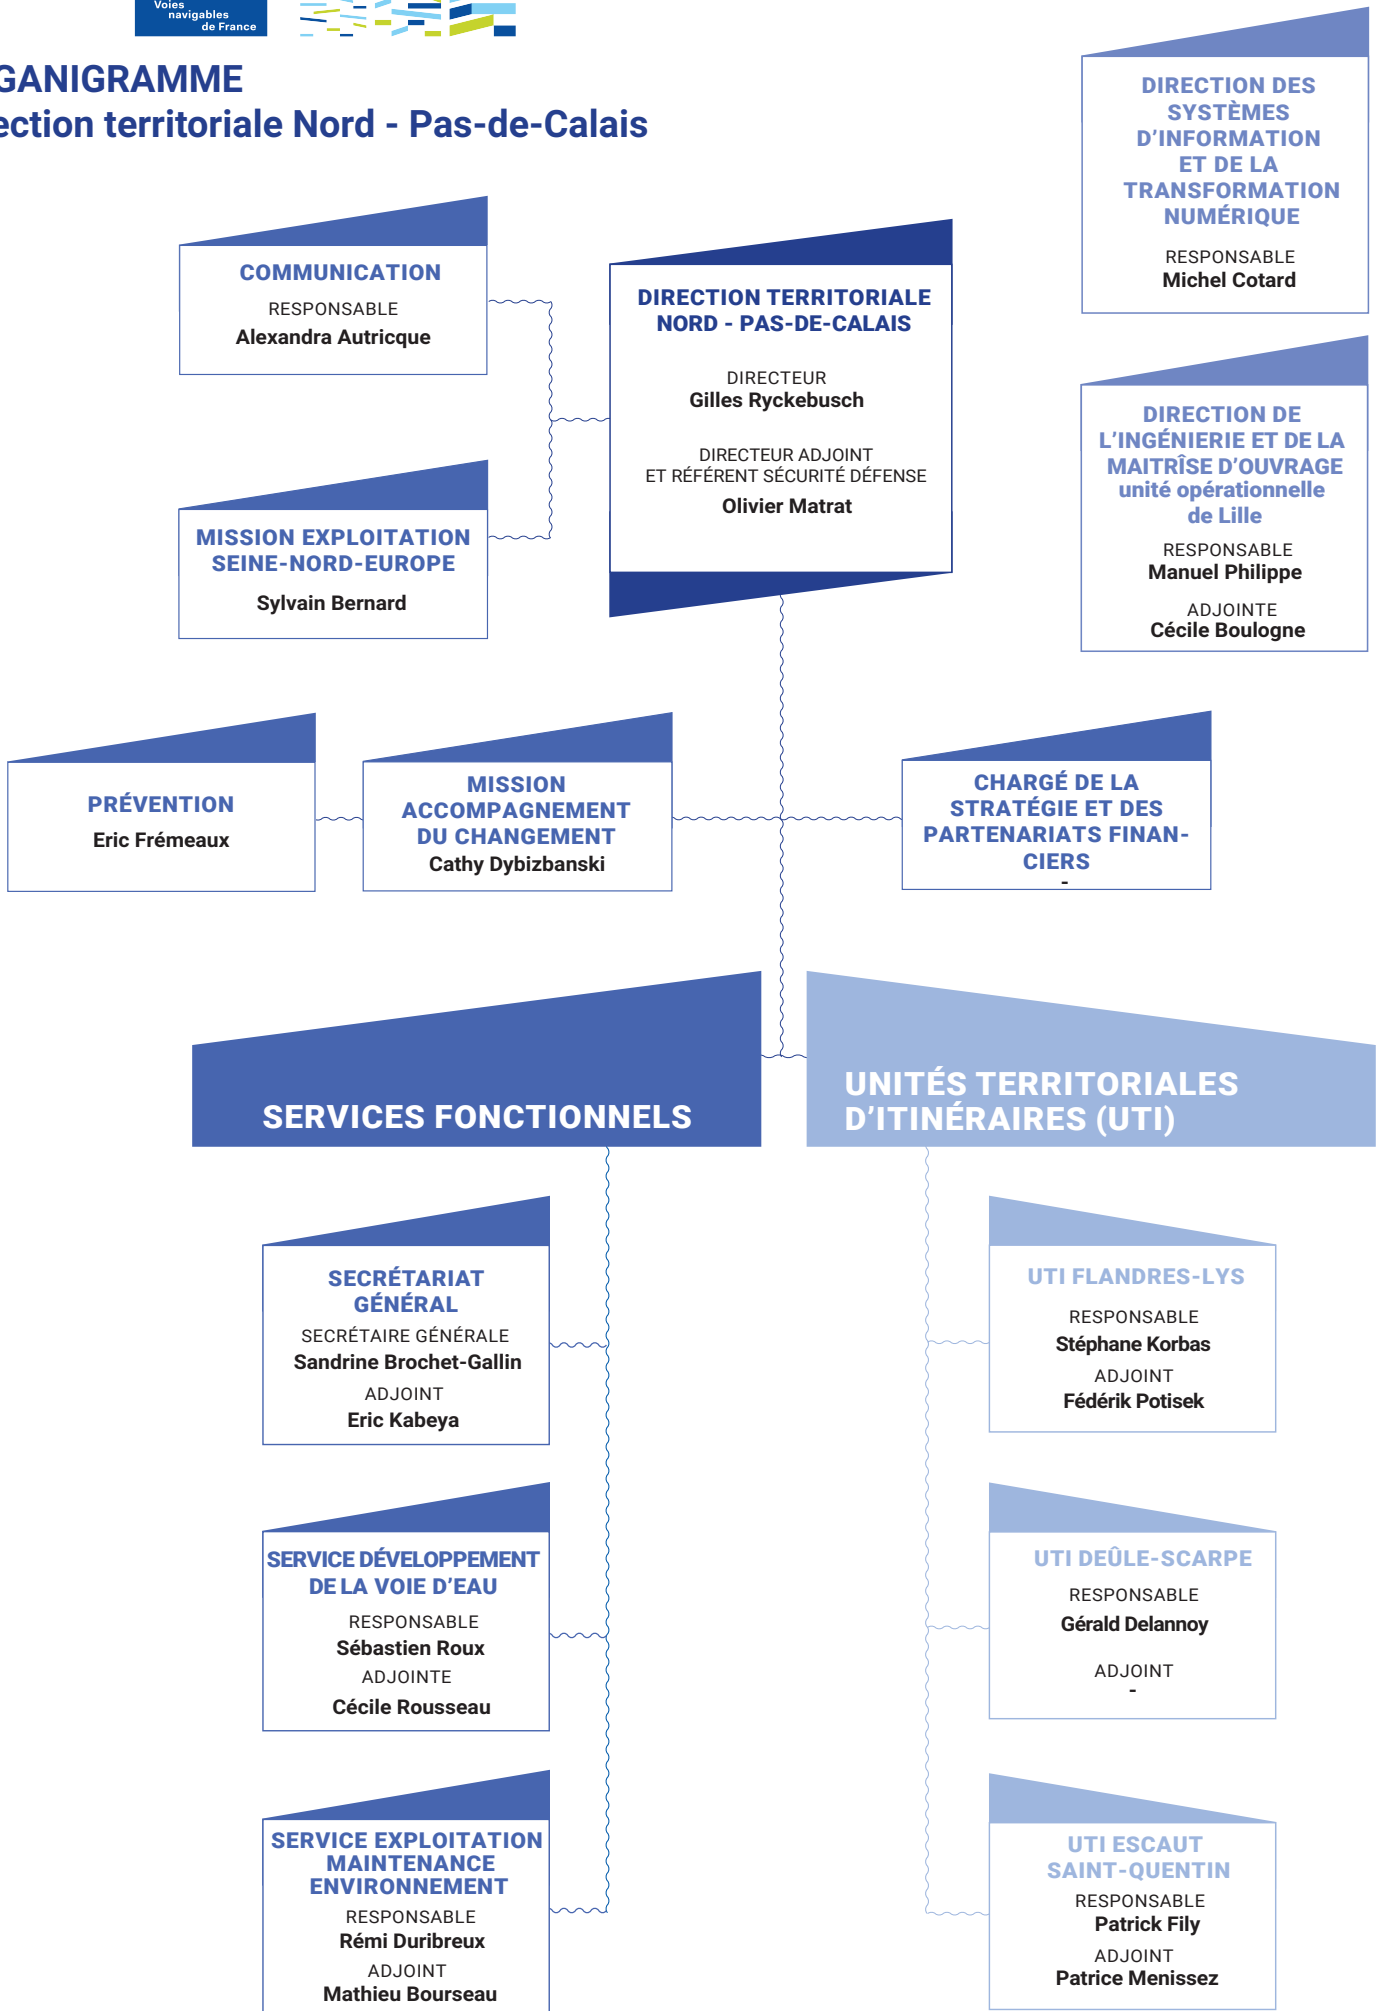 Voies
navigables
de France
GANIGRAMME
ection territoriale Nord - Pas-de-Calais
DIRECTION DES
SYSTÈMES
D'INFORMATION
ET DE LA
TRANSFORMATION
NUMÉRIQUE
RESPONSABLE
Michel Cotard
COMMUNICATION
RESPONSABLE
Alexandra Autricque
DIRECTION TERRITORIALE
NORD - PAS-DE-CALAIS
DIRECTEUR
Gilles Ryckebusch
DIRECTEUR ADJOINT
ET RÉFÉRENT SÉCURITÉ DÉFENSE
Olivier Matrat
DIRECTION DE
L'INGÉNIERIE ET DE LA
MAITRÎSE D'OUVRAGE
unité opérationnelle
de Lille
RESPONSABLE
Manuel Philippe
ADJOINTE
Cécile Boulogne
MISSION EXPLOITATION
SEINE-NORD-EUROPE
Sylvain Bernard
PRÉVENTION
Eric Frémeaux
MISSION
ACCOMPAGNEMENT
DU CHANGEMENT
Cathy Dybizbanski
CHARGÉ DE LA
STRATÉGIE ET DES
PARTENARIATS FINAN-
CIERS
-
SERVICES FONCTIONNELS
UNITÉS TERRITORIALES
D'ITINÉRAIRES (UTI)
SECRÉTARIAT
GÉNÉRAL
SECRÉTAIRE GÉNÉRALE
Sandrine Brochet-Gallin
ADJOINT
Eric Kabeya
UTI FLANDRES-LYS
RESPONSABLE
Stéphane Korbas
ADJOINT
Fédérik Potisek
SERVICE DÉVELOPPEMENT
DE LA VOIE D'EAU
RESPONSABLE
Sébastien Roux
ADJOINTE
Cécile Rousseau
UTI DEÛLE-SCARPE
RESPONSABLE
Gérald Delannoy
ADJOINT
-
SERVICE EXPLOITATION
MAINTENANCE
ENVIRONNEMENT
RESPONSABLE
Rémi Duribreux
ADJOINT
Mathieu Bourseau
UTI ESCAUT
SAINT-QUENTIN
RESPONSABLE
Patrick Fily
ADJOINT
Patrice Menissez